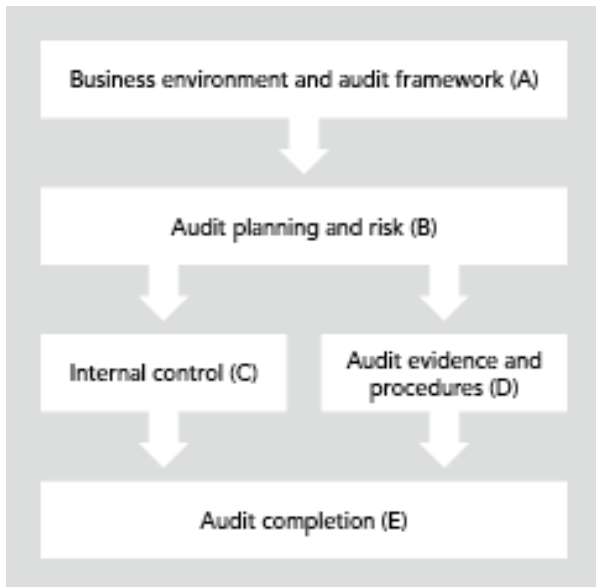 Business environment and audit framework (A)
Audit planning and risk (B)
Internal control (C)
Audit evidence and
procedures (D)
Audit completion (E)